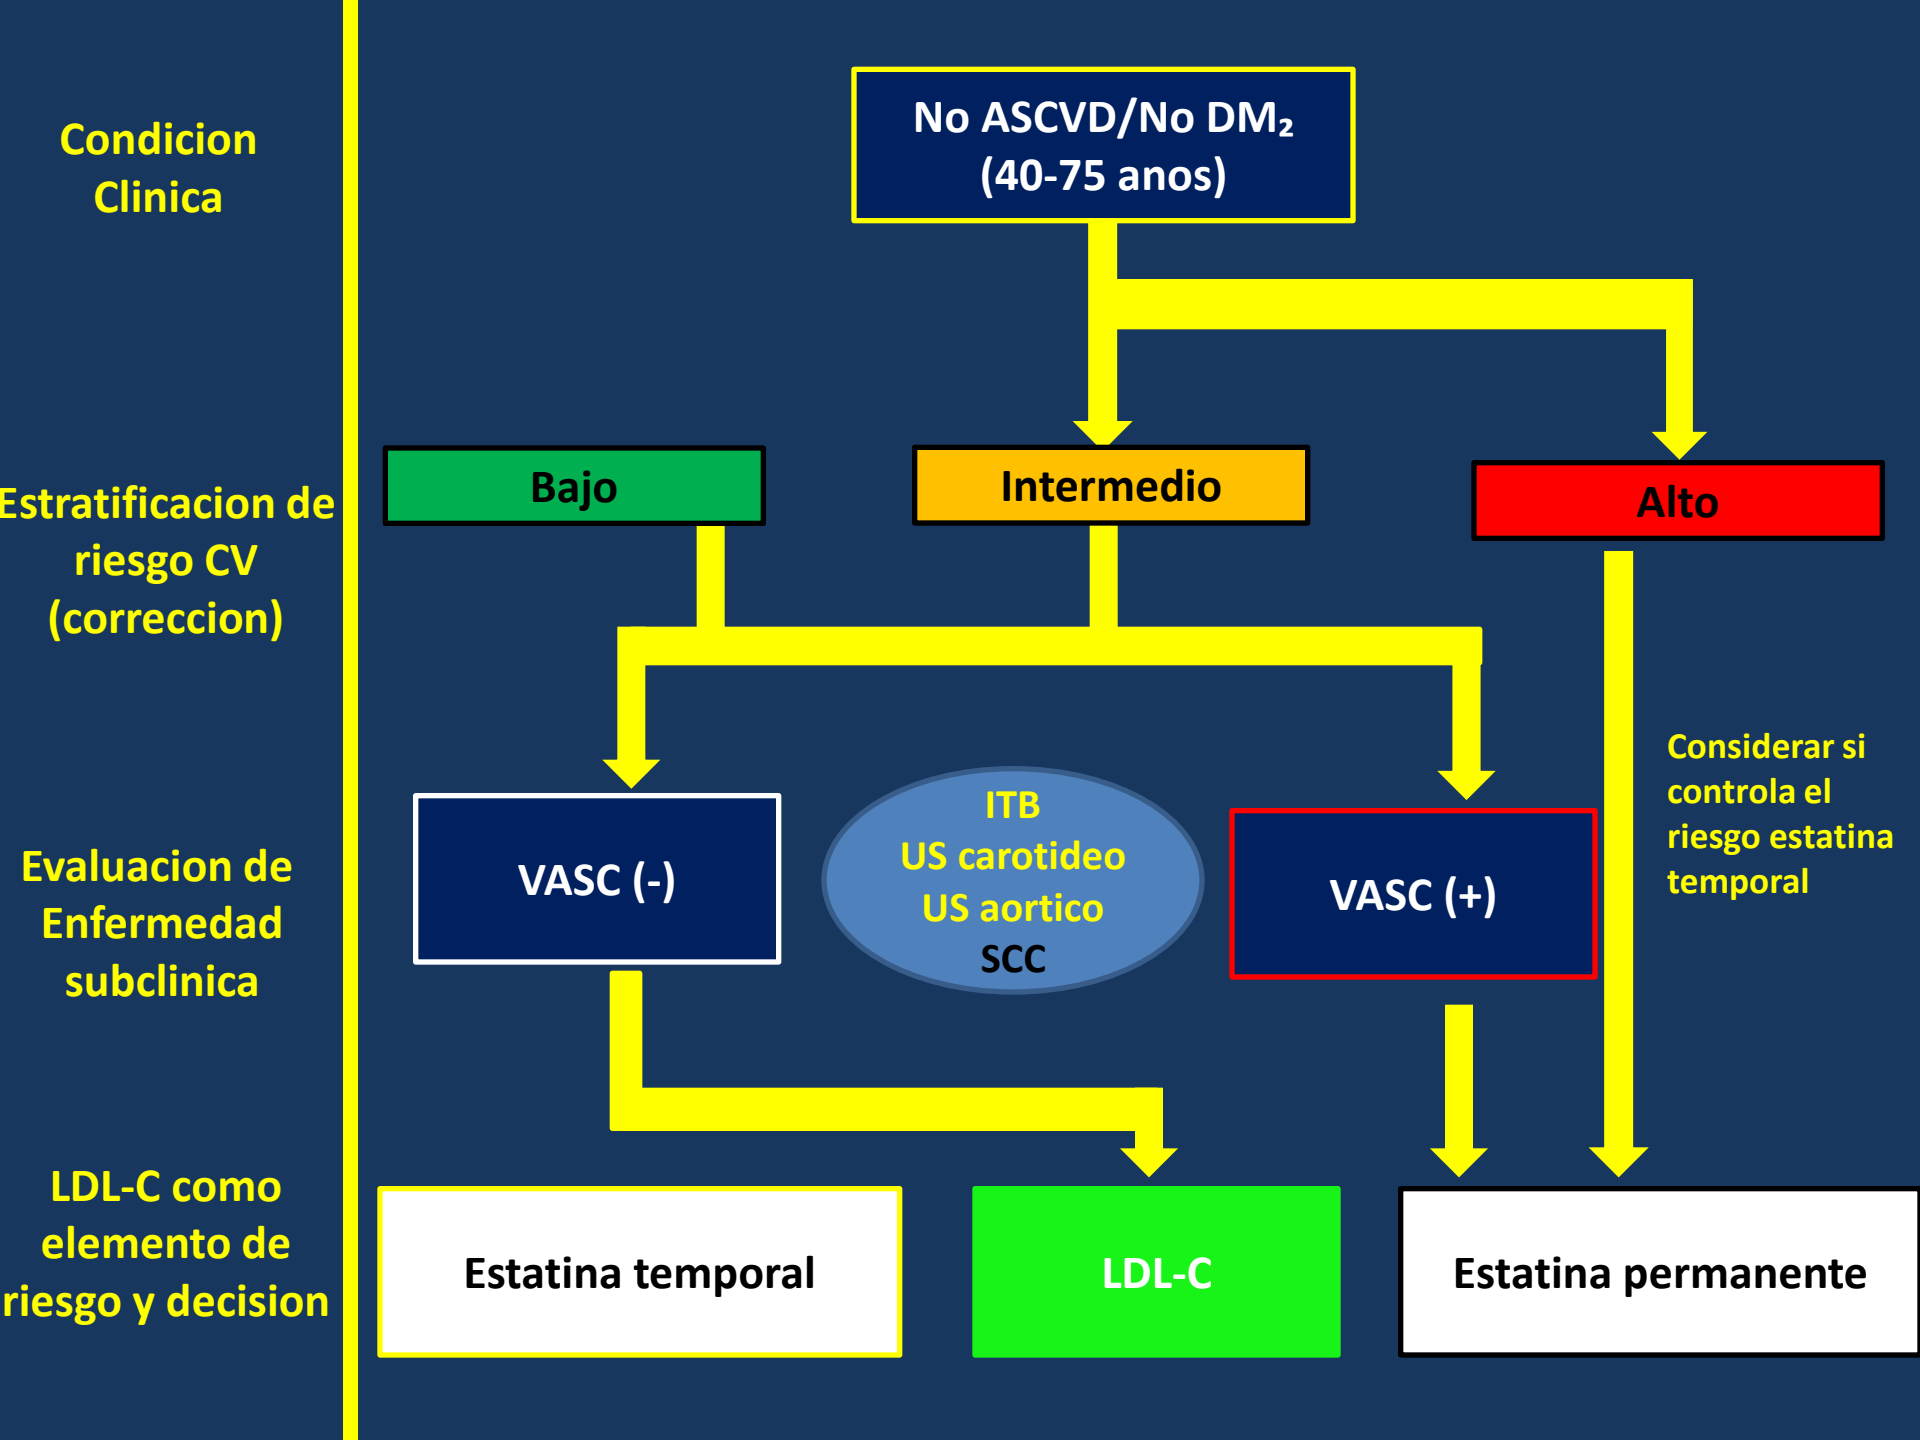 Condicion
Clinica
No ASCVD/No DM₂
(40-75 anos)
Estratificacion de
riesgo CV
(correccion)
Bajo
Intermedio
Alto
Evaluacion de
Enfermedad
subclinica
VASC (-)
ITB
US carotideo
US aortico
SCC
VASC (+)
Considerar si
controla el
riesgo estatina
temporal
LDL-C como
elemento de
riesgo y decision
Estatina temporal
LDL-C
Estatina permanente